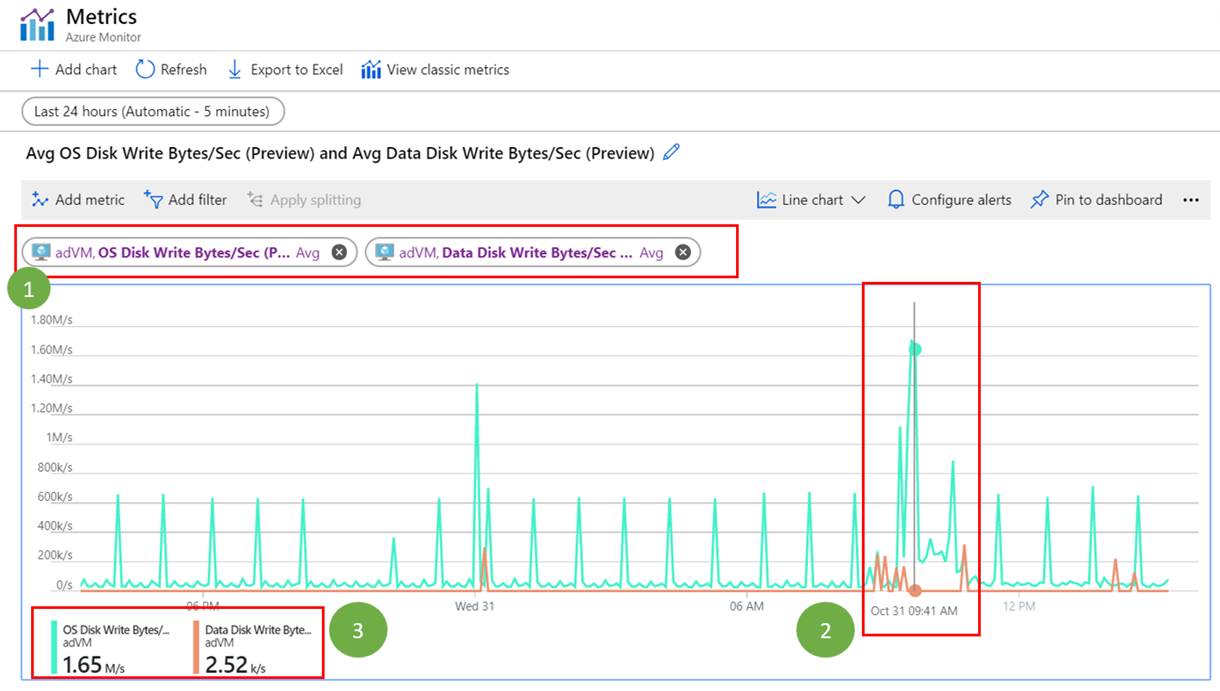 Metrics
Azure Monitor
Add chart Refresh Export to Excel View classic metrics
Last 24 hours (Automatic - 5 minutes)
Avg OS Disk Write Bytes/Sec (Preview) and Avg Data Disk Write Bytes/Sec (Preview)
Add metric Add filter Apply splitting Line chart Configure alerts Pin to dashboard ...
adVM, OS Disk Write Bytes/Sec (P... Avg adVM, Data Disk Write Bytes/Sec ... Avg
1
1.80M/s
1.60M/s
1.40M/s
1.20M/s
1M/s
800k/s
600k/s
400k/s
200k/s
0/s
06 PM Wed 31 06 AM Oct 31 09:41 AM 12 PM
OS Disk Write Bytes/... Data Disk Write Byte...
adVM adVM
1.65 M/s 2.52 k/s
3
2